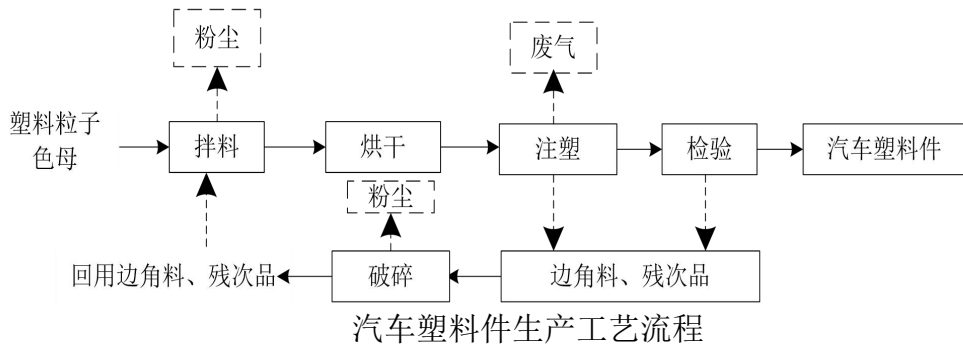 粉尘
废气
塑料粒子
色母
拌料
烘干
注塑
检验
汽车塑料件
粉尘
回用边角料、残次品
破碎
边角料、残次品
汽车塑料件生产工艺流程